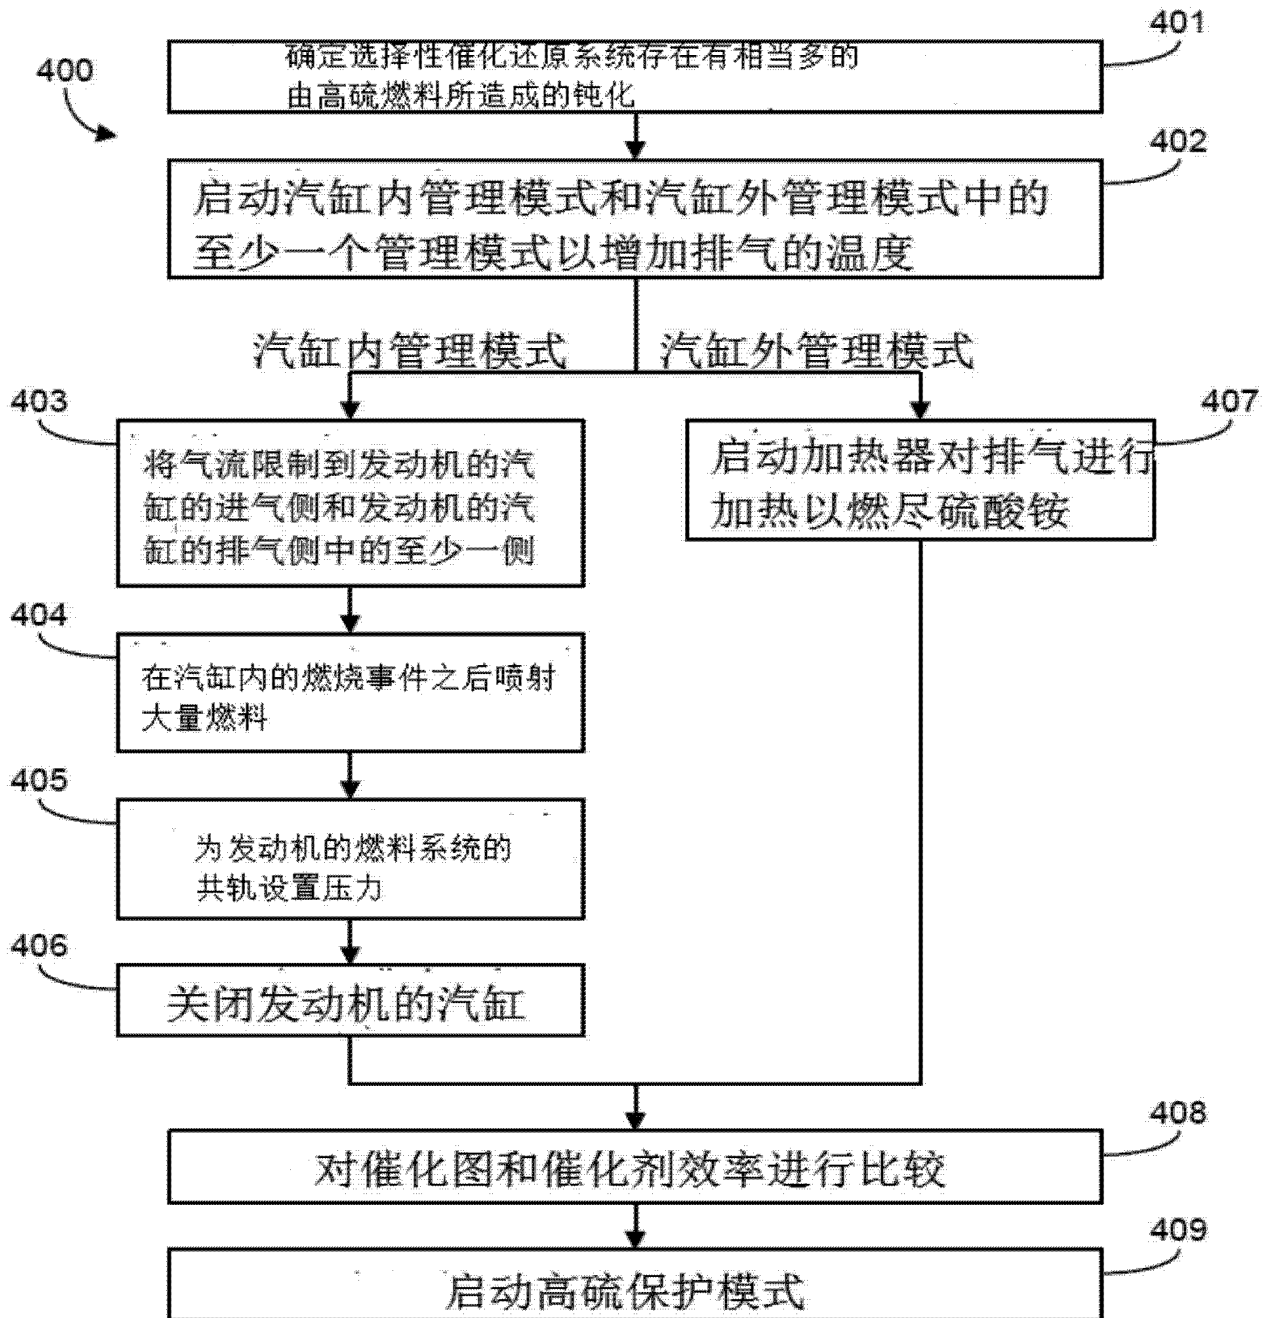 401
确定选择性催化还原系统存在有相当多的
由高硫燃料所造成的钝化
400
402
启动汽缸内管理模式和汽缸外管理模式中的
至少一个管理模式以增加排气的温度
汽缸内管理模式
汽缸外管理模式
403
将气流限制到发动机的汽
缸的进气侧和发动机的汽
缸的排气侧中的至少一侧
407
启动加热器对排气进行
加热以燃尽硫酸铵
404
在汽缸内的燃烧事件之后喷射
大量燃料
405
为发动机的燃料系统的
共轨设置压力
406
关闭发动机的汽缸
408
对催化图和催化剂效率进行比较
409
启动高硫保护模式